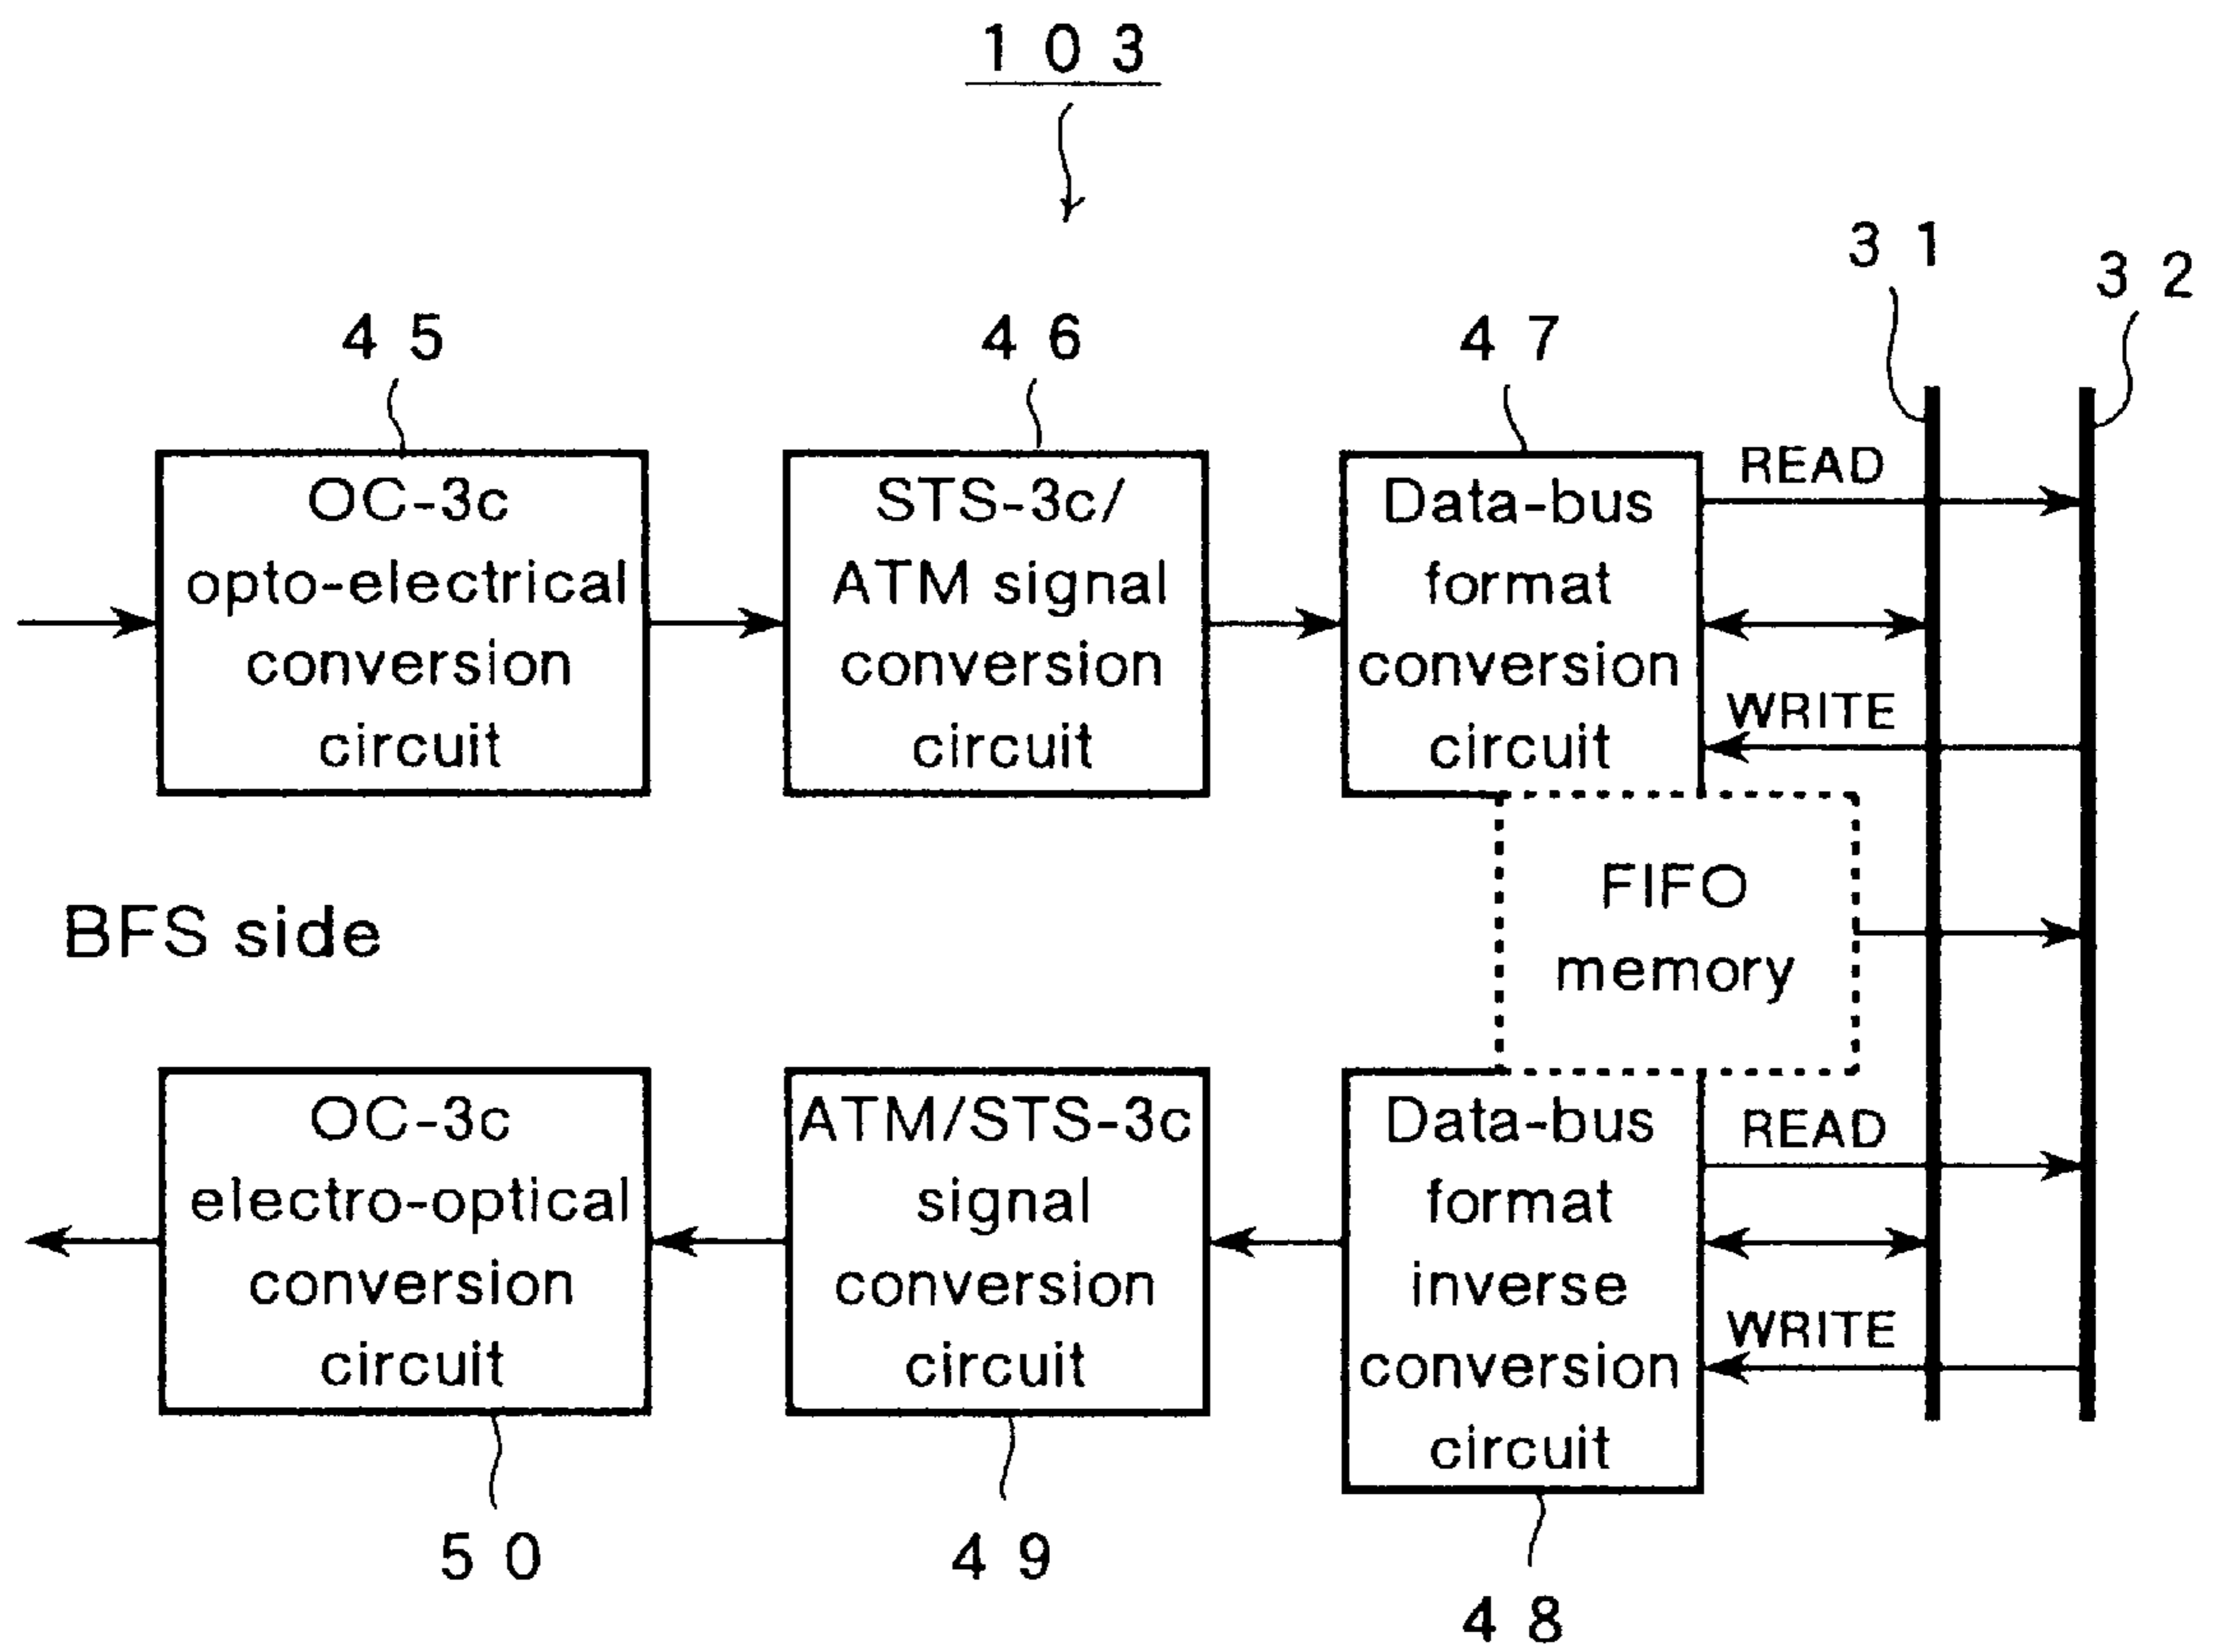 103
31
32
45
46
47
OC-3c
opto-electrical
conversion
circuit
STS-3c/
ATM signal
conversion
circuit
Data-bus
format
conversion
circuit
READ
WRITE
FIFO
memory
BFS side
OC-3c
electro-optical
conversion
circuit
ATM/STS-3c
signal
conversion
circuit
Data-bus
format
inverse
conversion
circuit
READ
WRITE
50
49
48